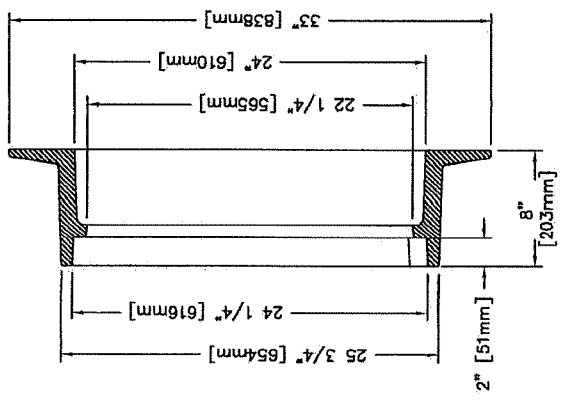 33" [838mm]
24" [610mm]
22 1/4" [565mm]
8"
[203mm]
24 1/4" [616mm]
2" [51mm]
25 3/4" [654mm]